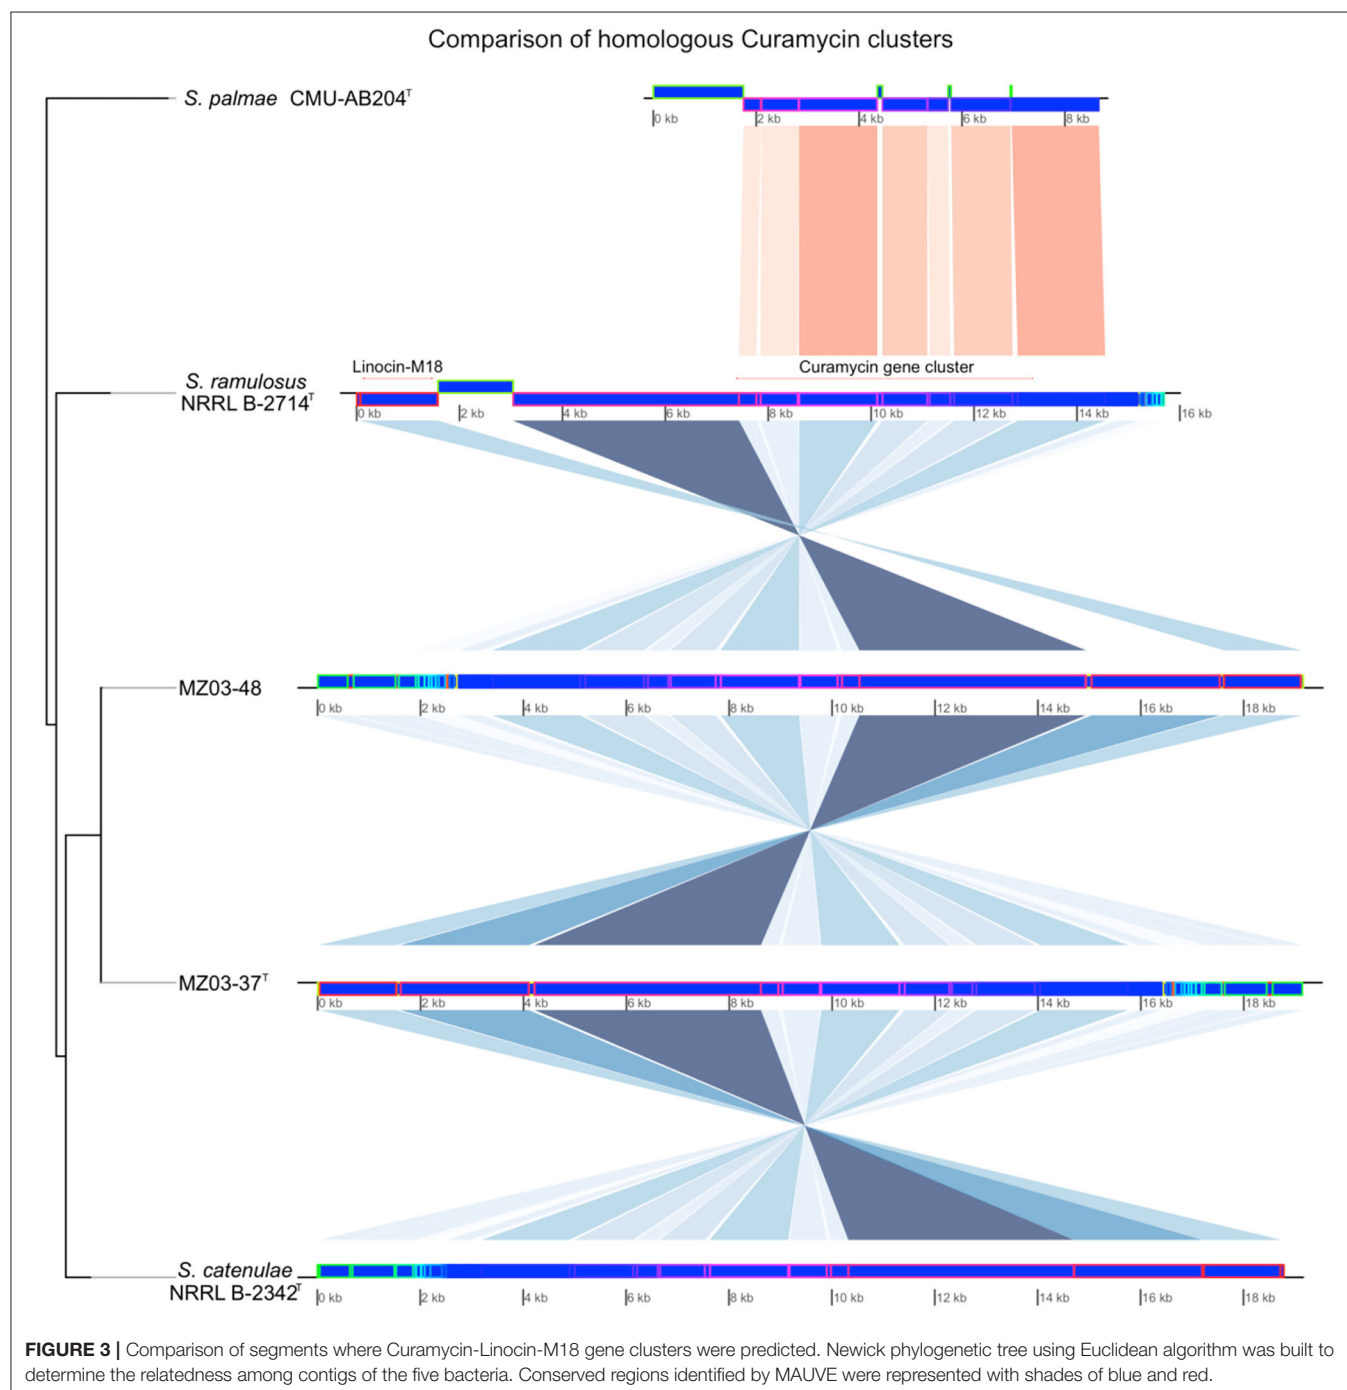 Comparison of homologous Curamycin clusters
S. palmae CMU-AB204ᵀ
0 kb 2 kb 4 kb 6 kb 8 kb
Linocin-M18 Curamycin gene cluster
S. ramulosus
NRRL B-2714ᵀ
0 kb 2 kb 4 kb 6 kb 8 kb 10 kb 12 kb 14 kb 16 kb
MZ03-48
0 kb 2 kb 4 kb 6 kb 8 kb 10 kb 12 kb 14 kb 16 kb 18 kb
MZ03-37ᵀ
0 kb 2 kb 4 kb 6 kb 8 kb 10 kb 12 kb 14 kb 16 kb 18 kb
S. catenulae
NRRL B-2342ᵀ
0 kb 2 kb 4 kb 6 kb 8 kb 10 kb 12 kb 14 kb 16 kb 18 kb
FIGURE 3 | Comparison of segments where Curamycin-Linocin-M18 gene clusters were predicted. Newick phylogenetic tree using Euclidean algorithm was built to
determine the relatedness among contigs of the five bacteria. Conserved regions identified by MAUVE were represented with shades of blue and red.